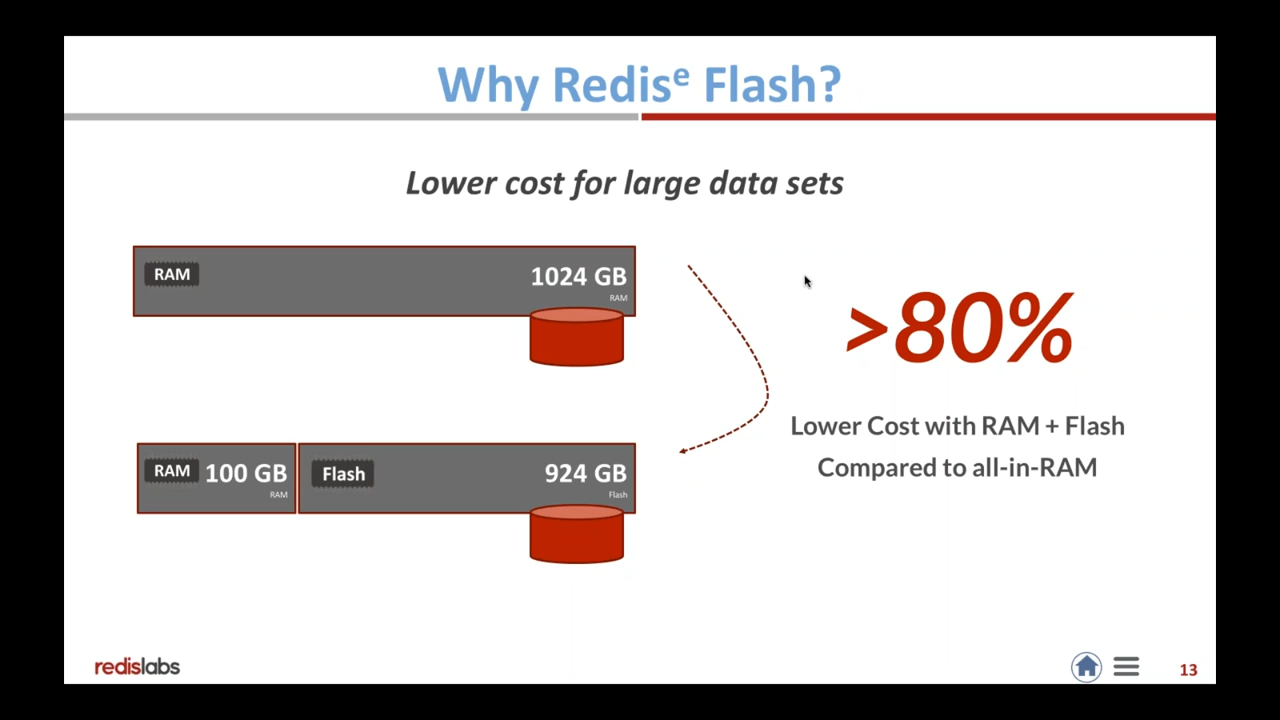 Why Redisᵉ Flash?
Lower cost for large data sets
RAM 1024 GB
RAM
>80%
Lower Cost with RAM + Flash
Compared to all-in-RAM
RAM 100 GB Flash 924 GB
RAM Flash
redislabs
13